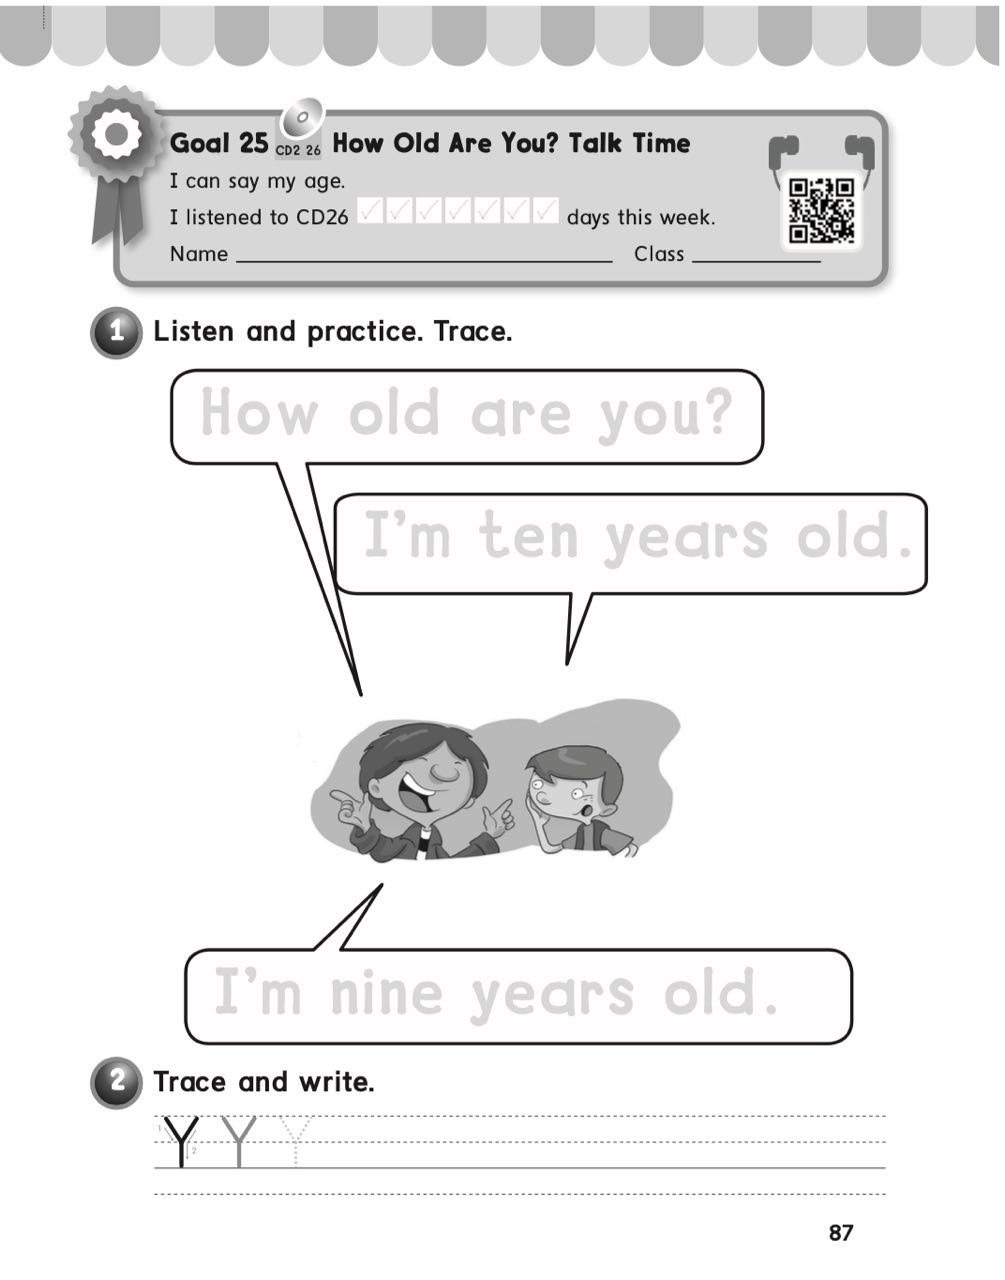 Goal 25 CD2 26 How Old Are You? Talk Time
I can say my age.
I listened to CD26 days this week.
Name Class
1 Listen and practice. Trace.
How old are you?
I'm ten years old.
I'm nine years old.
2 Trace and write.
1 Y 2 Y Y
87